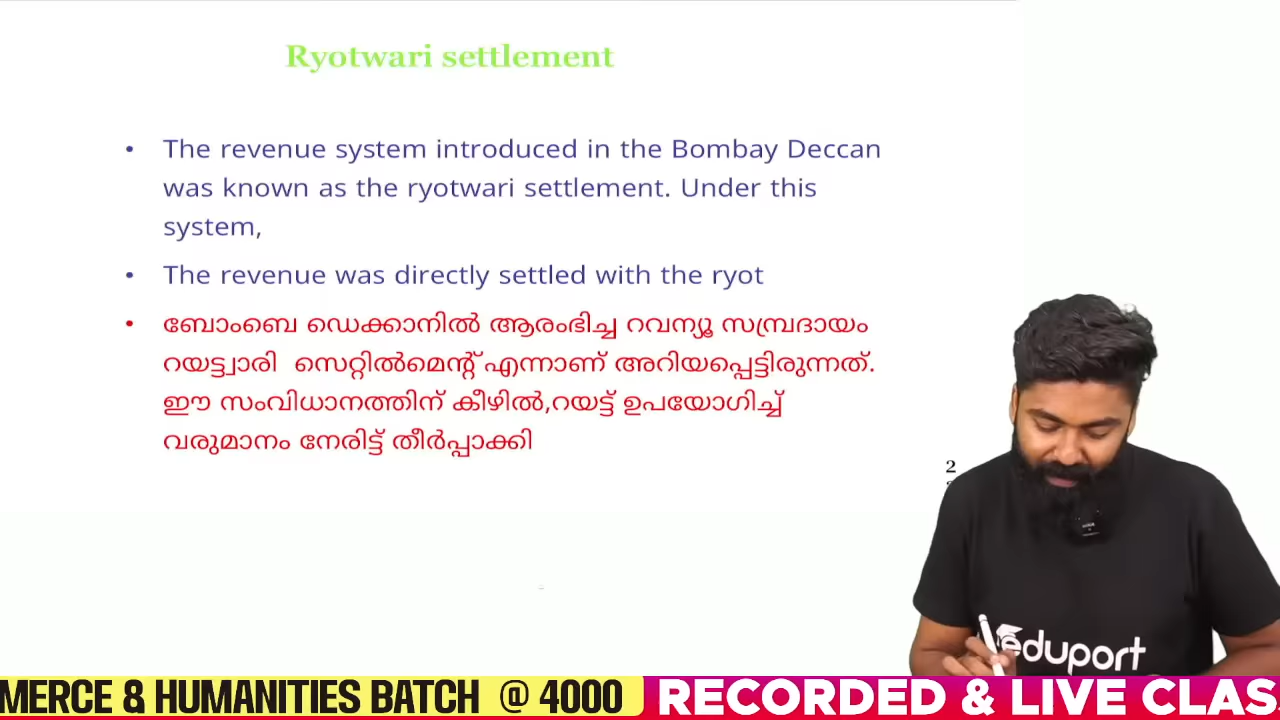 Ryotwari settlement
• The revenue system introduced in the Bombay Deccan
was known as the ryotwari settlement. Under this
system,
• The revenue was directly settled with the ryot
• ബോംബെ ഡെക്കാനിൽ ആരംഭിച്ച റവന്യൂ സമ്പ്രദായം
റയട്ട്വാരി സെറ്റിൽമെന്റ് എന്നാണ് അറിയപ്പെട്ടിരുന്നത്.
ഈ സംവിധാനത്തിന് കീഴിൽ,റയട്ട് ഉപയോഗിച്ച്
വരുമാനം നേരിട്ട് തീർപ്പാക്കി
2
eduport
MERCE & HUMANITIES BATCH @ 4000
RECORDED & LIVE CLAS